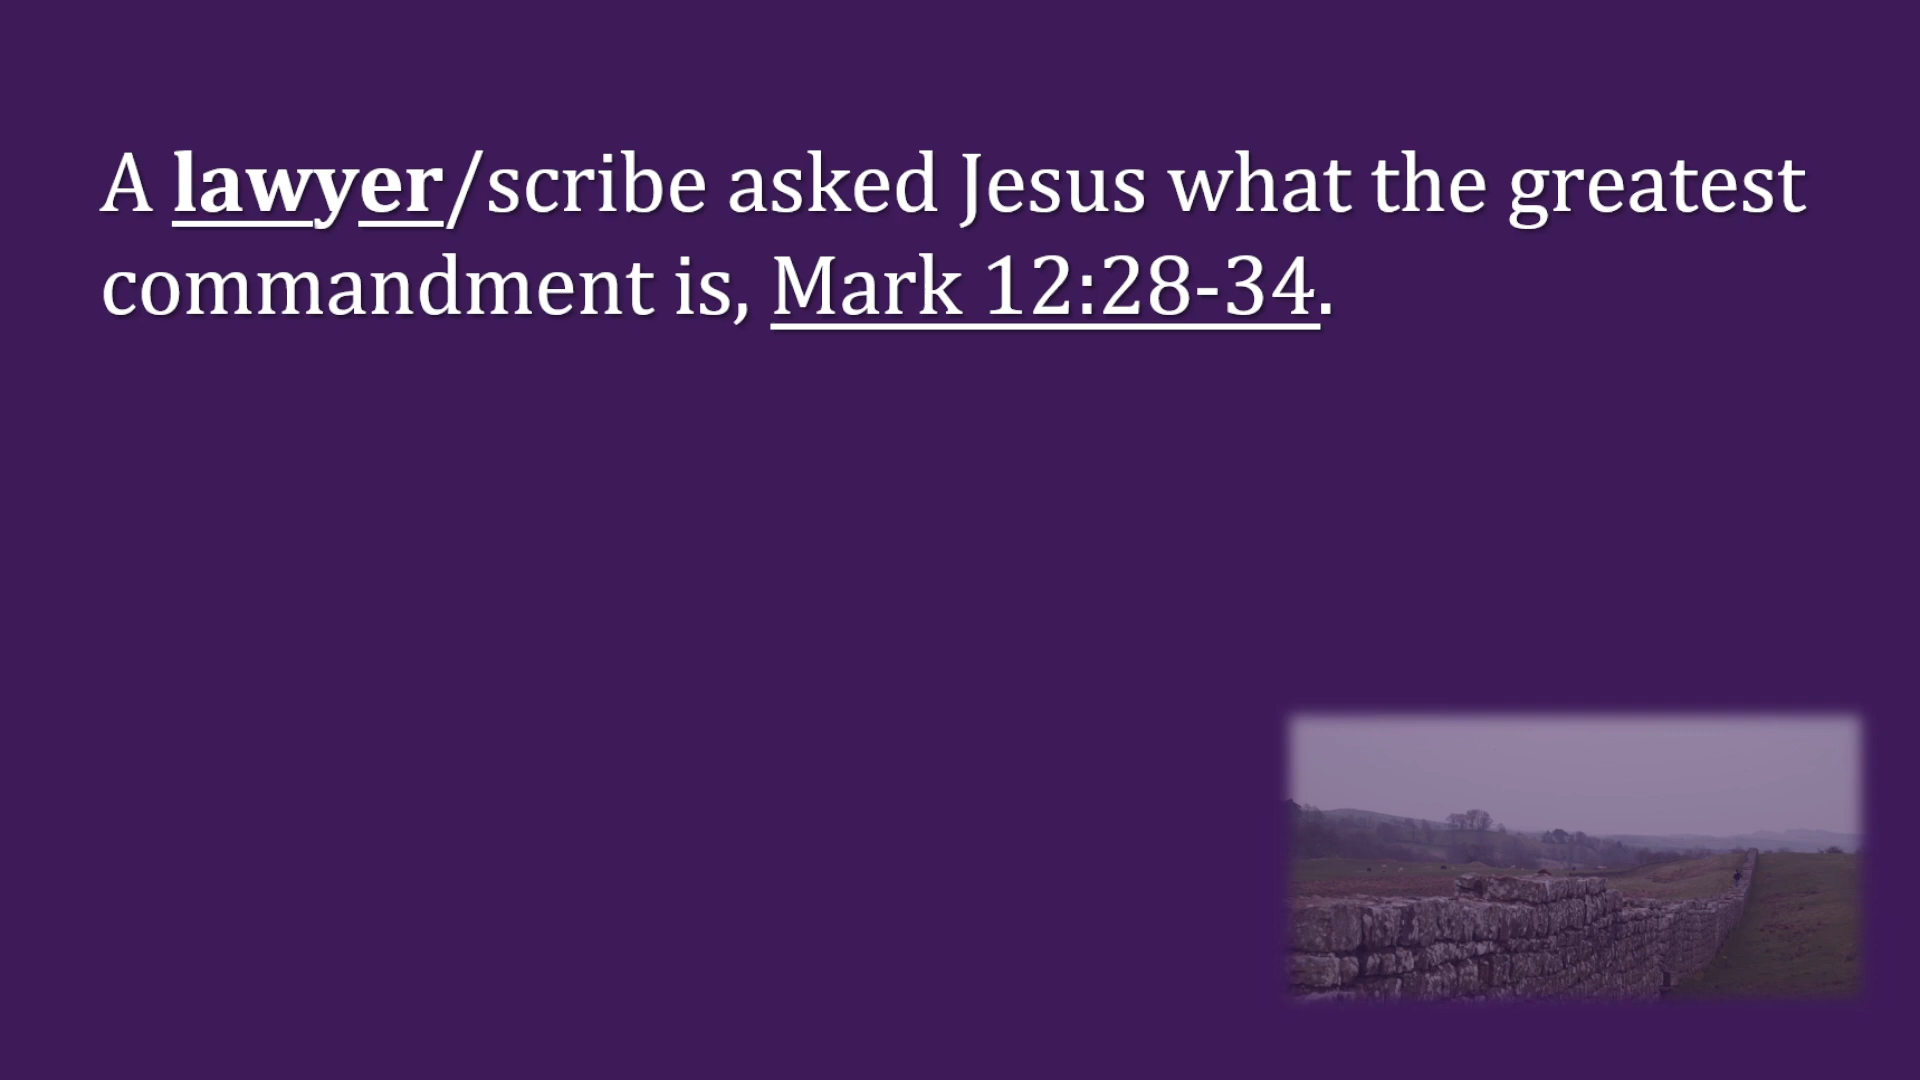 A lawyer/scribe asked Jesus what the greatest
commandment is, Mark 12:28-34.